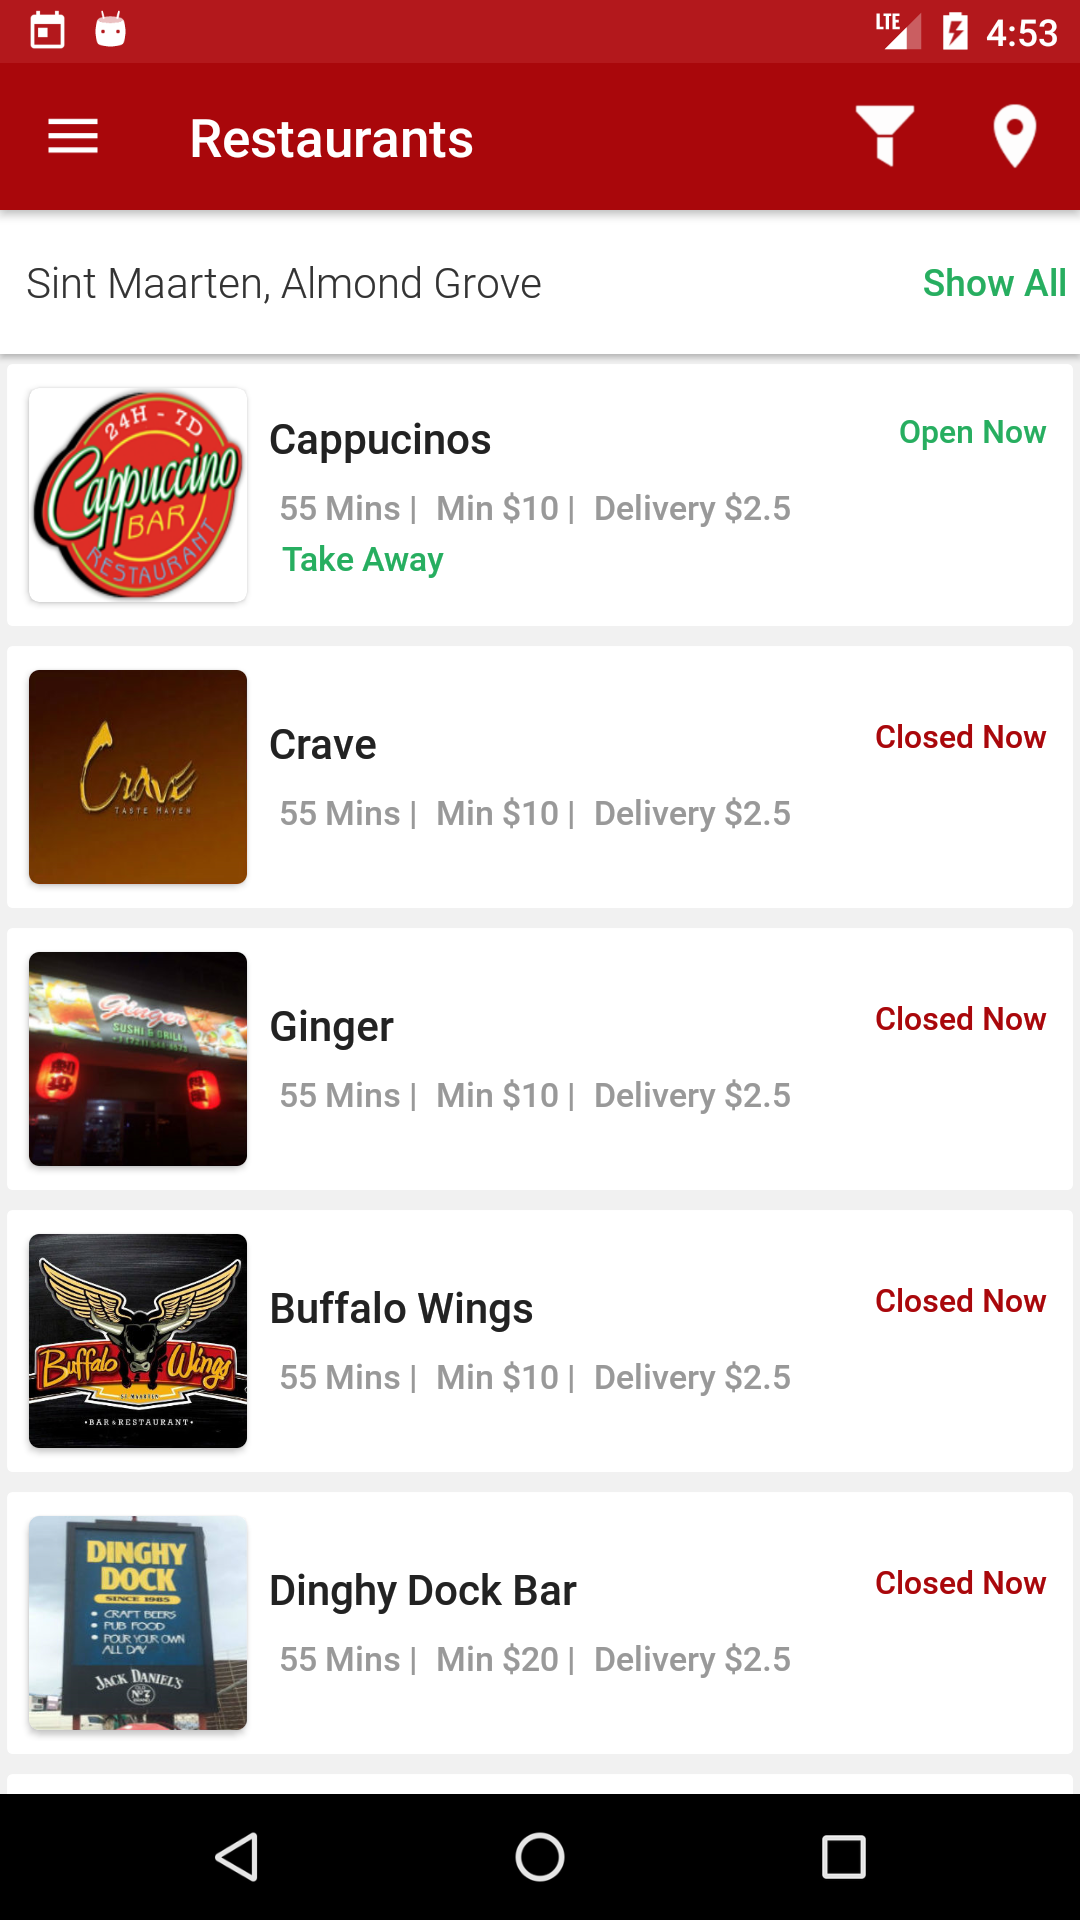 LTE 4:53
Restaurants
Sint Maarten, Almond Grove Show All
24H - 7D
Cappuccino
BAR
RESTAURANT
Cappucinos Open Now
55 Mins | Min $10 | Delivery $2.5
Take Away
Crave
TASTE HAVEN
Crave Closed Now
55 Mins | Min $10 | Delivery $2.5
Ginger
SUSHI & GRILL
Ginger Closed Now
55 Mins | Min $10 | Delivery $2.5
Buffalo Wings
ST MAARTEN
•BAR & RESTAURANT•
Buffalo Wings Closed Now
55 Mins | Min $10 | Delivery $2.5
DINGHY
DOCK
SINCE 1985
• CRAFT BEERS
• PUB FOOD
• POUR YOUR OWN
ALL DAY
JACK DANIEL'S
OLD
No 7
Dinghy Dock Bar Closed Now
55 Mins | Min $20 | Delivery $2.5